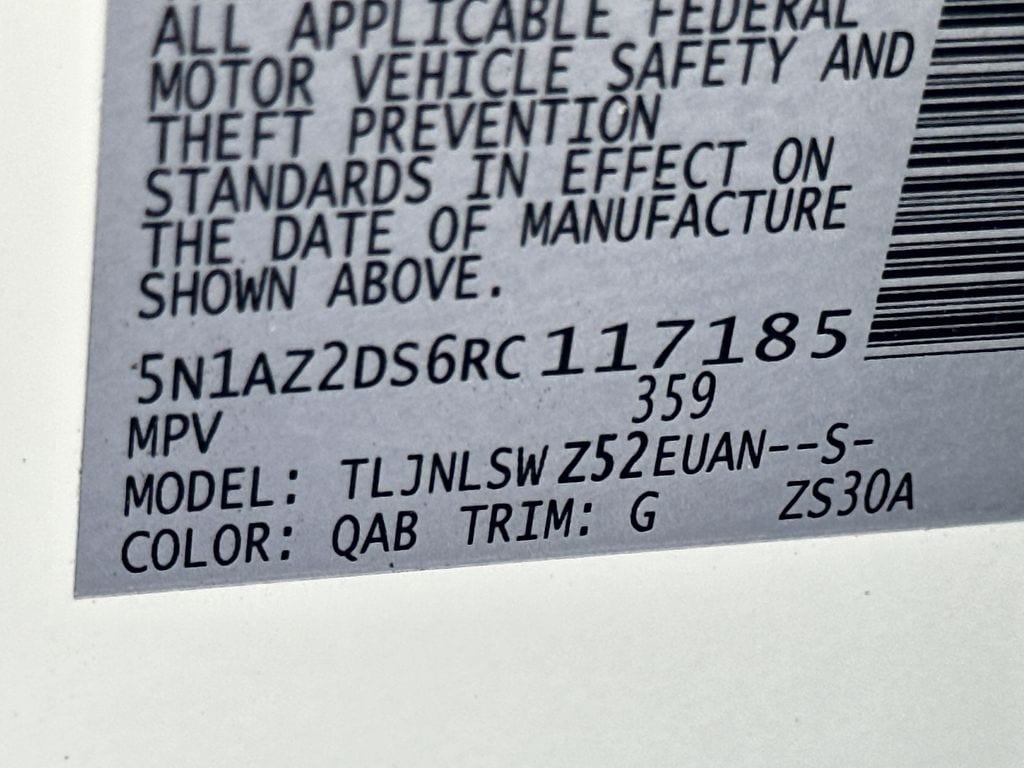 ALL APPLICABLE FEDERAL
MOTOR VEHICLE SAFETY AND
THEFT PREVENTION
STANDARDS IN EFFECT ON
THE DATE OF MANUFACTURE
SHOWN ABOVE.
5N1AZ2DS6RC117185
MPV 359
MODEL: TLJNLSW Z52EUAN--S-
COLOR: QAB TRIM: G ZS30A